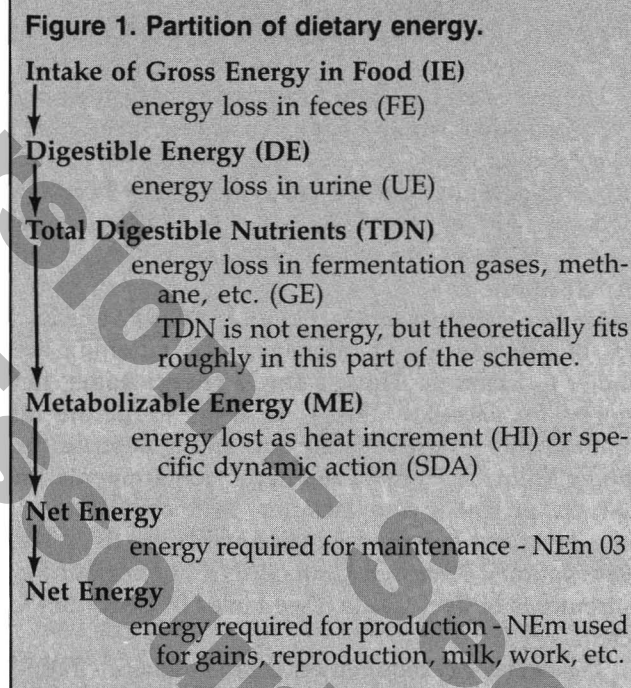 Figure 1. Partition of dietary energy.
Intake of Gross Energy in Food (IE)
energy loss in feces (FE)
Digestible Energy (DE)
energy loss in urine (UE)
Total Digestible Nutrients (TDN)
energy loss in fermentation gases, meth-
ane, etc. (GE)
TDN is not energy, but theoretically fits
roughly in this part of the scheme.
Metabolizable Energy (ME)
energy lost as heat increment (HI) or spe-
cific dynamic action (SDA)
Net Energy
energy required for maintenance - NEm 03
Net Energy
energy required for production - NEm used
for gains, reproduction, milk, work, etc.